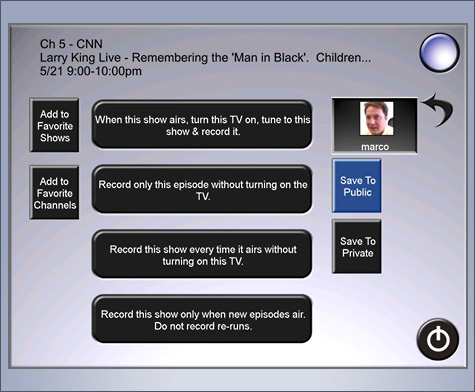 Ch 5 - CNN
Larry King Live - Remembering the 'Man in Black'.  Children...
5/21 9:00-10:00pm
Add to
Favorite
Shows
When this show airs, turn this TV on, tune to this
show & record it.
marco
Add to
Favorite
Channels
Record only this episode without turning on the
TV.
Save To
Public
Record this show every time it airs without
turning on this TV.
Save To
Private
Record this show only when new episodes air.
Do not record re-runs.